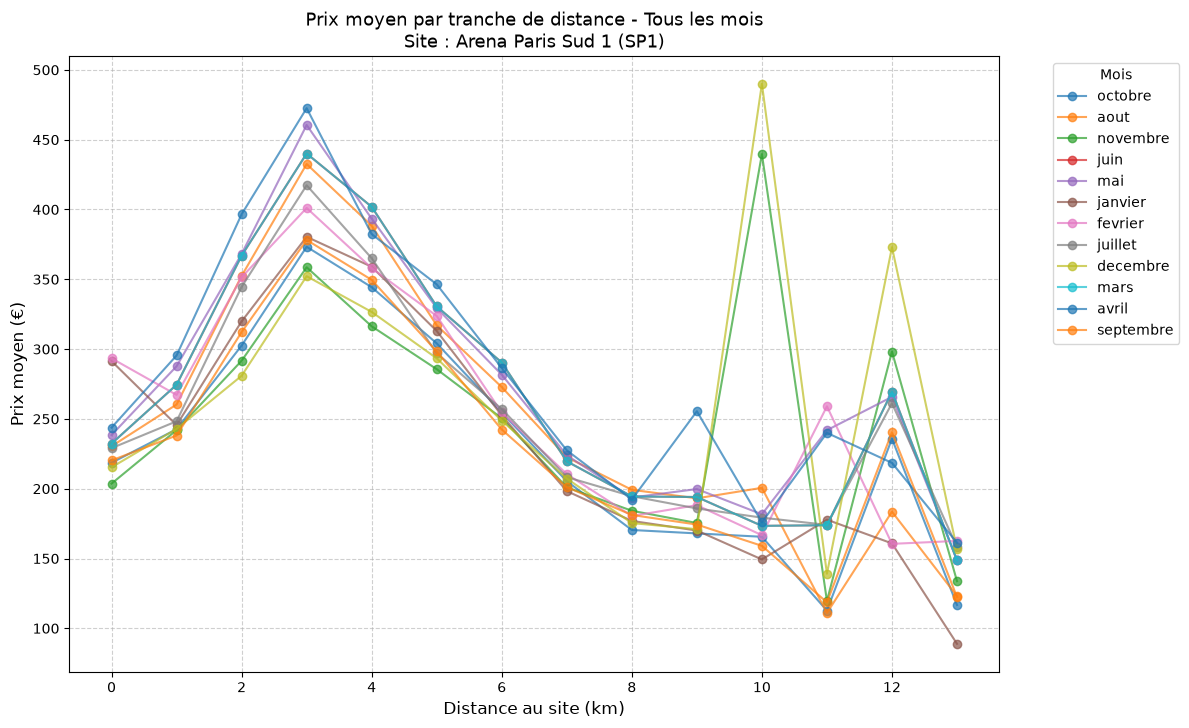 Prix moyen par tranche de distance - Tous les mois
Site : Arena Paris Sud 1 (SP1)
Prix moyen (€)
500
450
400
350
300
250
200
150
100
0
2
4
6
8
10
12
Distance au site (km)
Mois
octobre
aout
novembre
juin
mai
janvier
fevrier
juillet
decembre
mars
avril
septembre